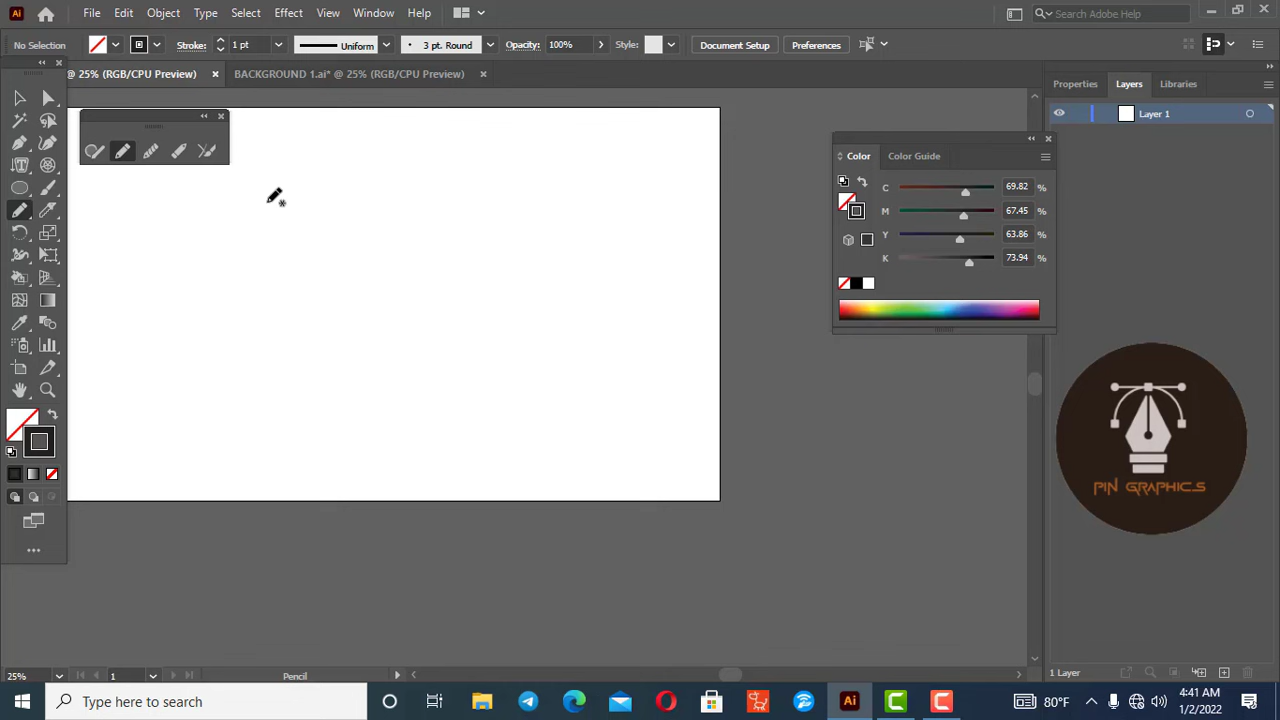 Ai File Edit Object Type Select Effect View Window Help Search Adobe Help
No Selection Stroke: 1 pt Uniform 3 pt. Round Opacity: 100% Style: Document Setup Preferences
@ 25% (RGB/CPU Preview) BACKGROUND 1.ai* @ 25% (RGB/CPU Preview)
Properties Layers Libraries
Layer 1
Color Color Guide
C 69.82 %
M 67.45 %
Y 63.86 %
K 73.94 %
PIN GRAPHICS
25% 1 Pencil 1 Layer
Type here to search Ai 80°F 4:41 AM
1/2/2022